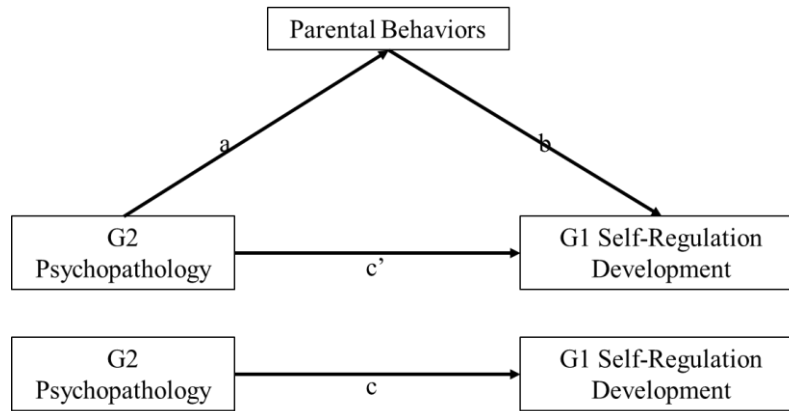 Parental Behaviors
a
b
G2
Psychopathology
c’
G1 Self-Regulation
Development
G2
Psychopathology
c
G1 Self-Regulation
Development